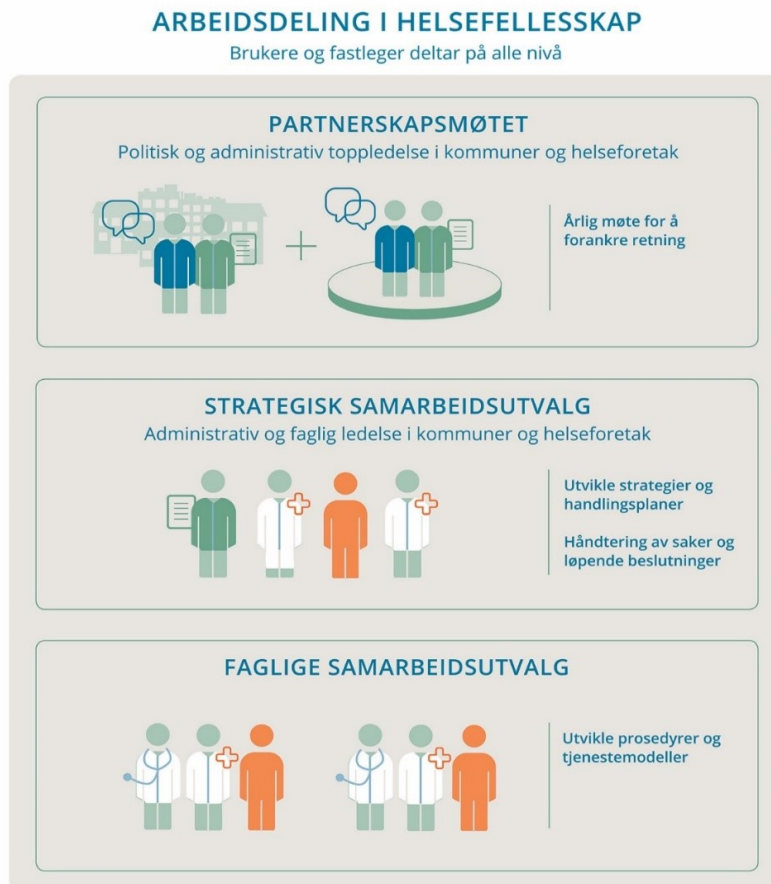 ARBEIDSDELING I HELSEFELLESSKAP
Brukere og fastleger deltar på alle nivå
PARTNERSKAPSMØTET
Politisk og administrativ toppledelse i kommuner og helseforetak
Årlig møte for å
forankre retning
STRATEGISK SAMARBEIDSUTVALG
Administrativ og faglig ledelse i kommuner og helseforetak
Utvikle strategier og
handlingsplaner
Håndtering av saker og
løpende beslutninger
FAGLIGE SAMARBEIDSUTVALG
Utvikle prosedyrer og
tjenestemodeller